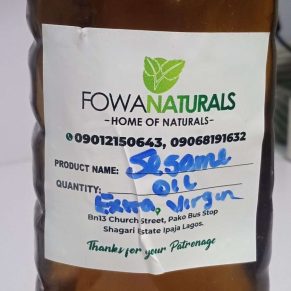 FOWANATURALS
- HOME OF NATURALS-
09012150643, 09068191632
PRODUCT NAME: Sesame
QUANTITY: OIL
Extra, Virgin
Bn13 Church Street, Pako Bus Stop
Shagari Estate Ipaja Lagos.
Thanks for your Patronage